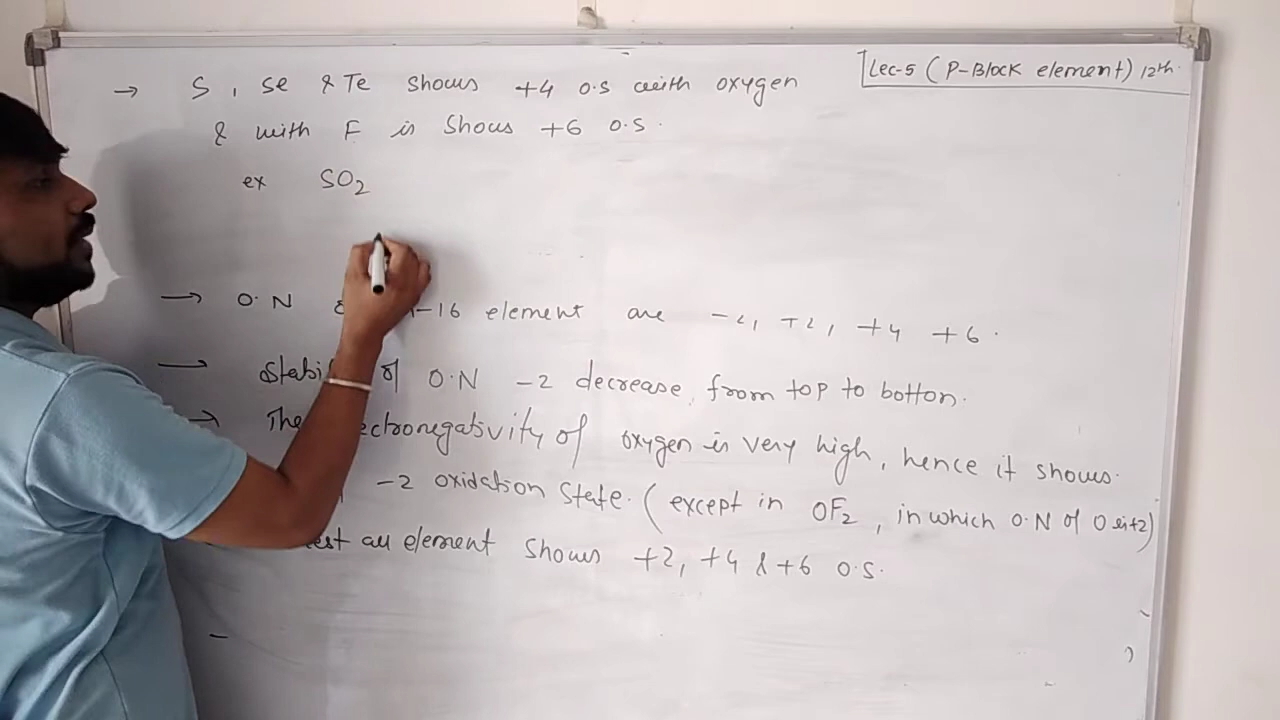 Lec-5 (P-Block element) 12th.
→ S, se & Te shows +4 o.s with oxygen
& with F is shows +6 o.s.
ex SO2
→ O.N -16 element are -2, +2, +4 +6.
→ of O.N -2 decrease, from top to botton.
→ The of oxygen is very high, hence it shows.
-2 oxidation state. (except in OF2, in which O.N of O is +2)
all element shows +2, +4 & +6 o.s.